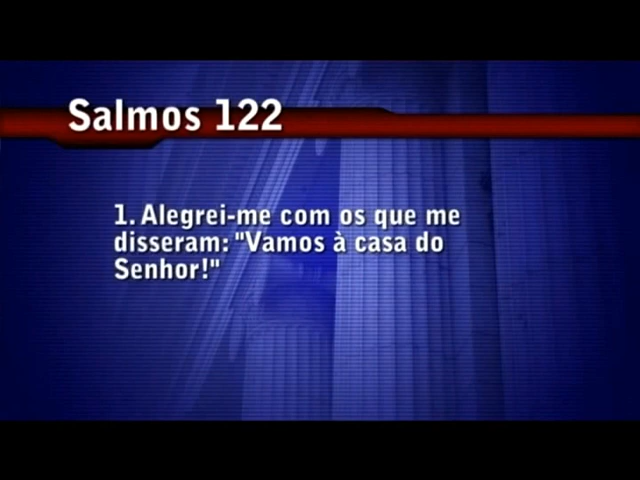 Salmos 122
1. Alegrei-me com os que me
disseram: "Vamos à casa do
Senhor!"